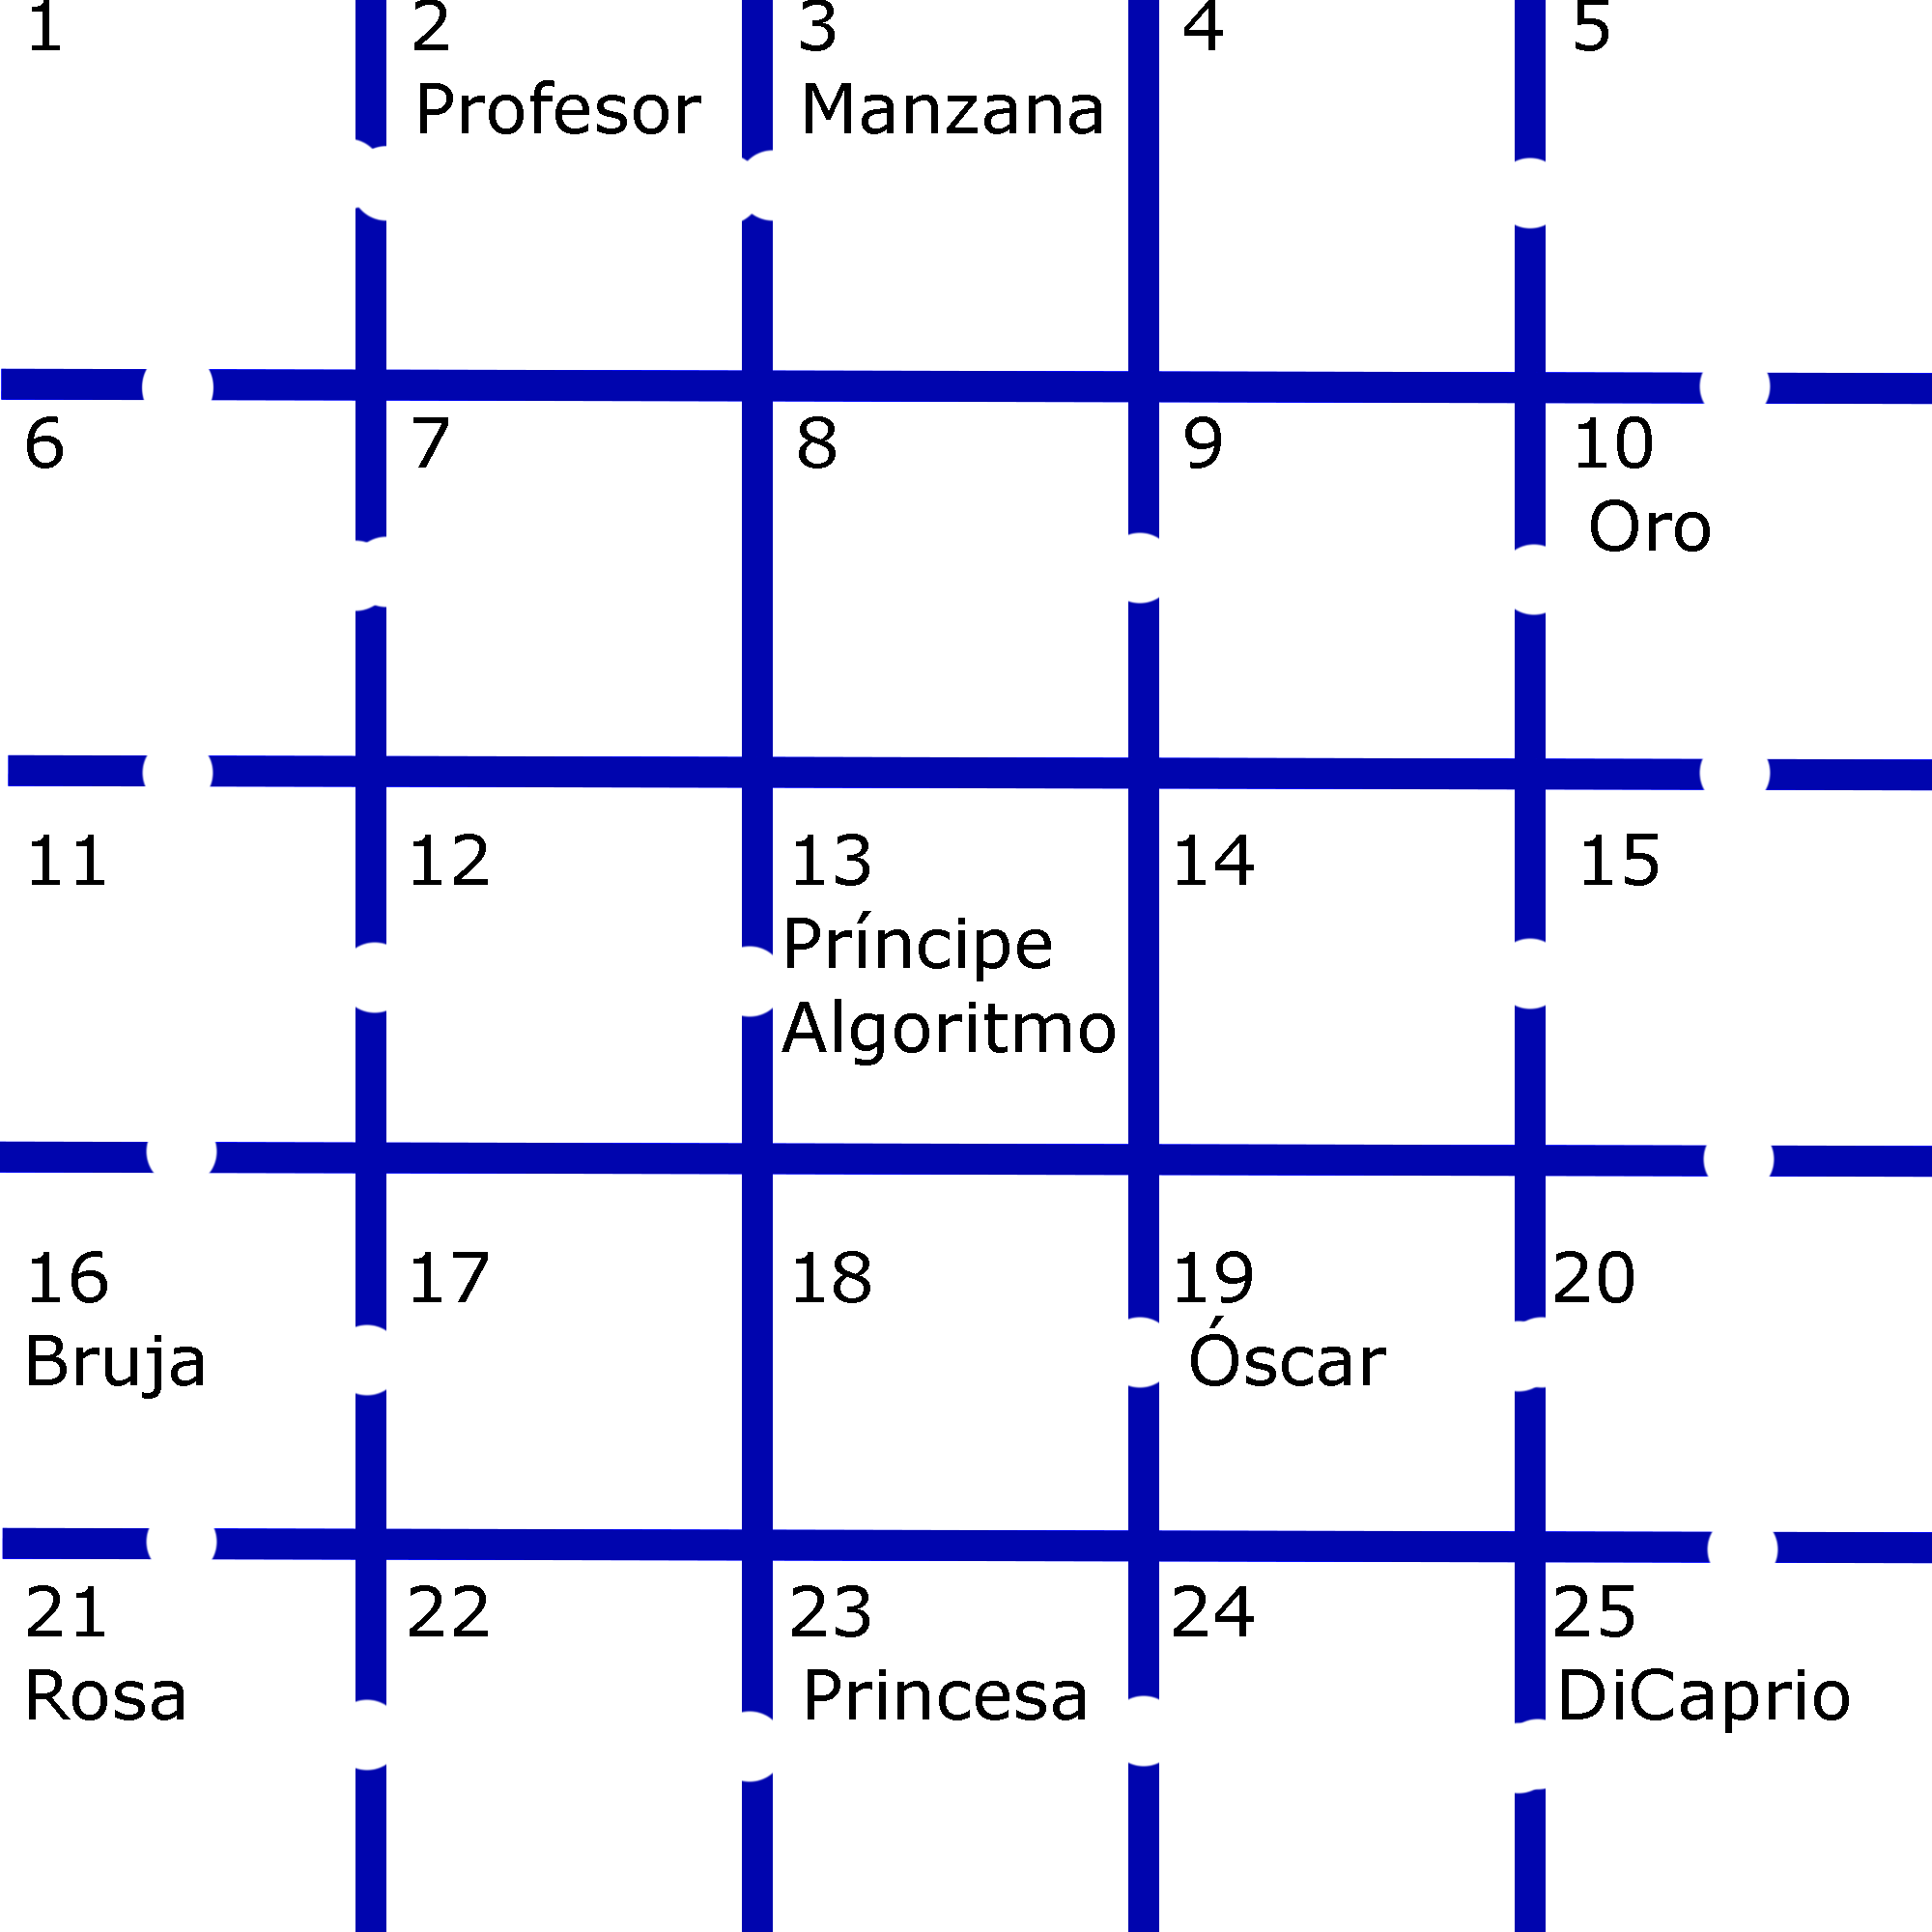 1 2 3 4 5
Profesor Manzana
6 7 8 9 10
Oro
11 12 13 14 15
Príncipe
Algoritmo
16 17 18 19 20
Bruja Óscar
21 22 23 24 25
Rosa Princesa DiCaprio